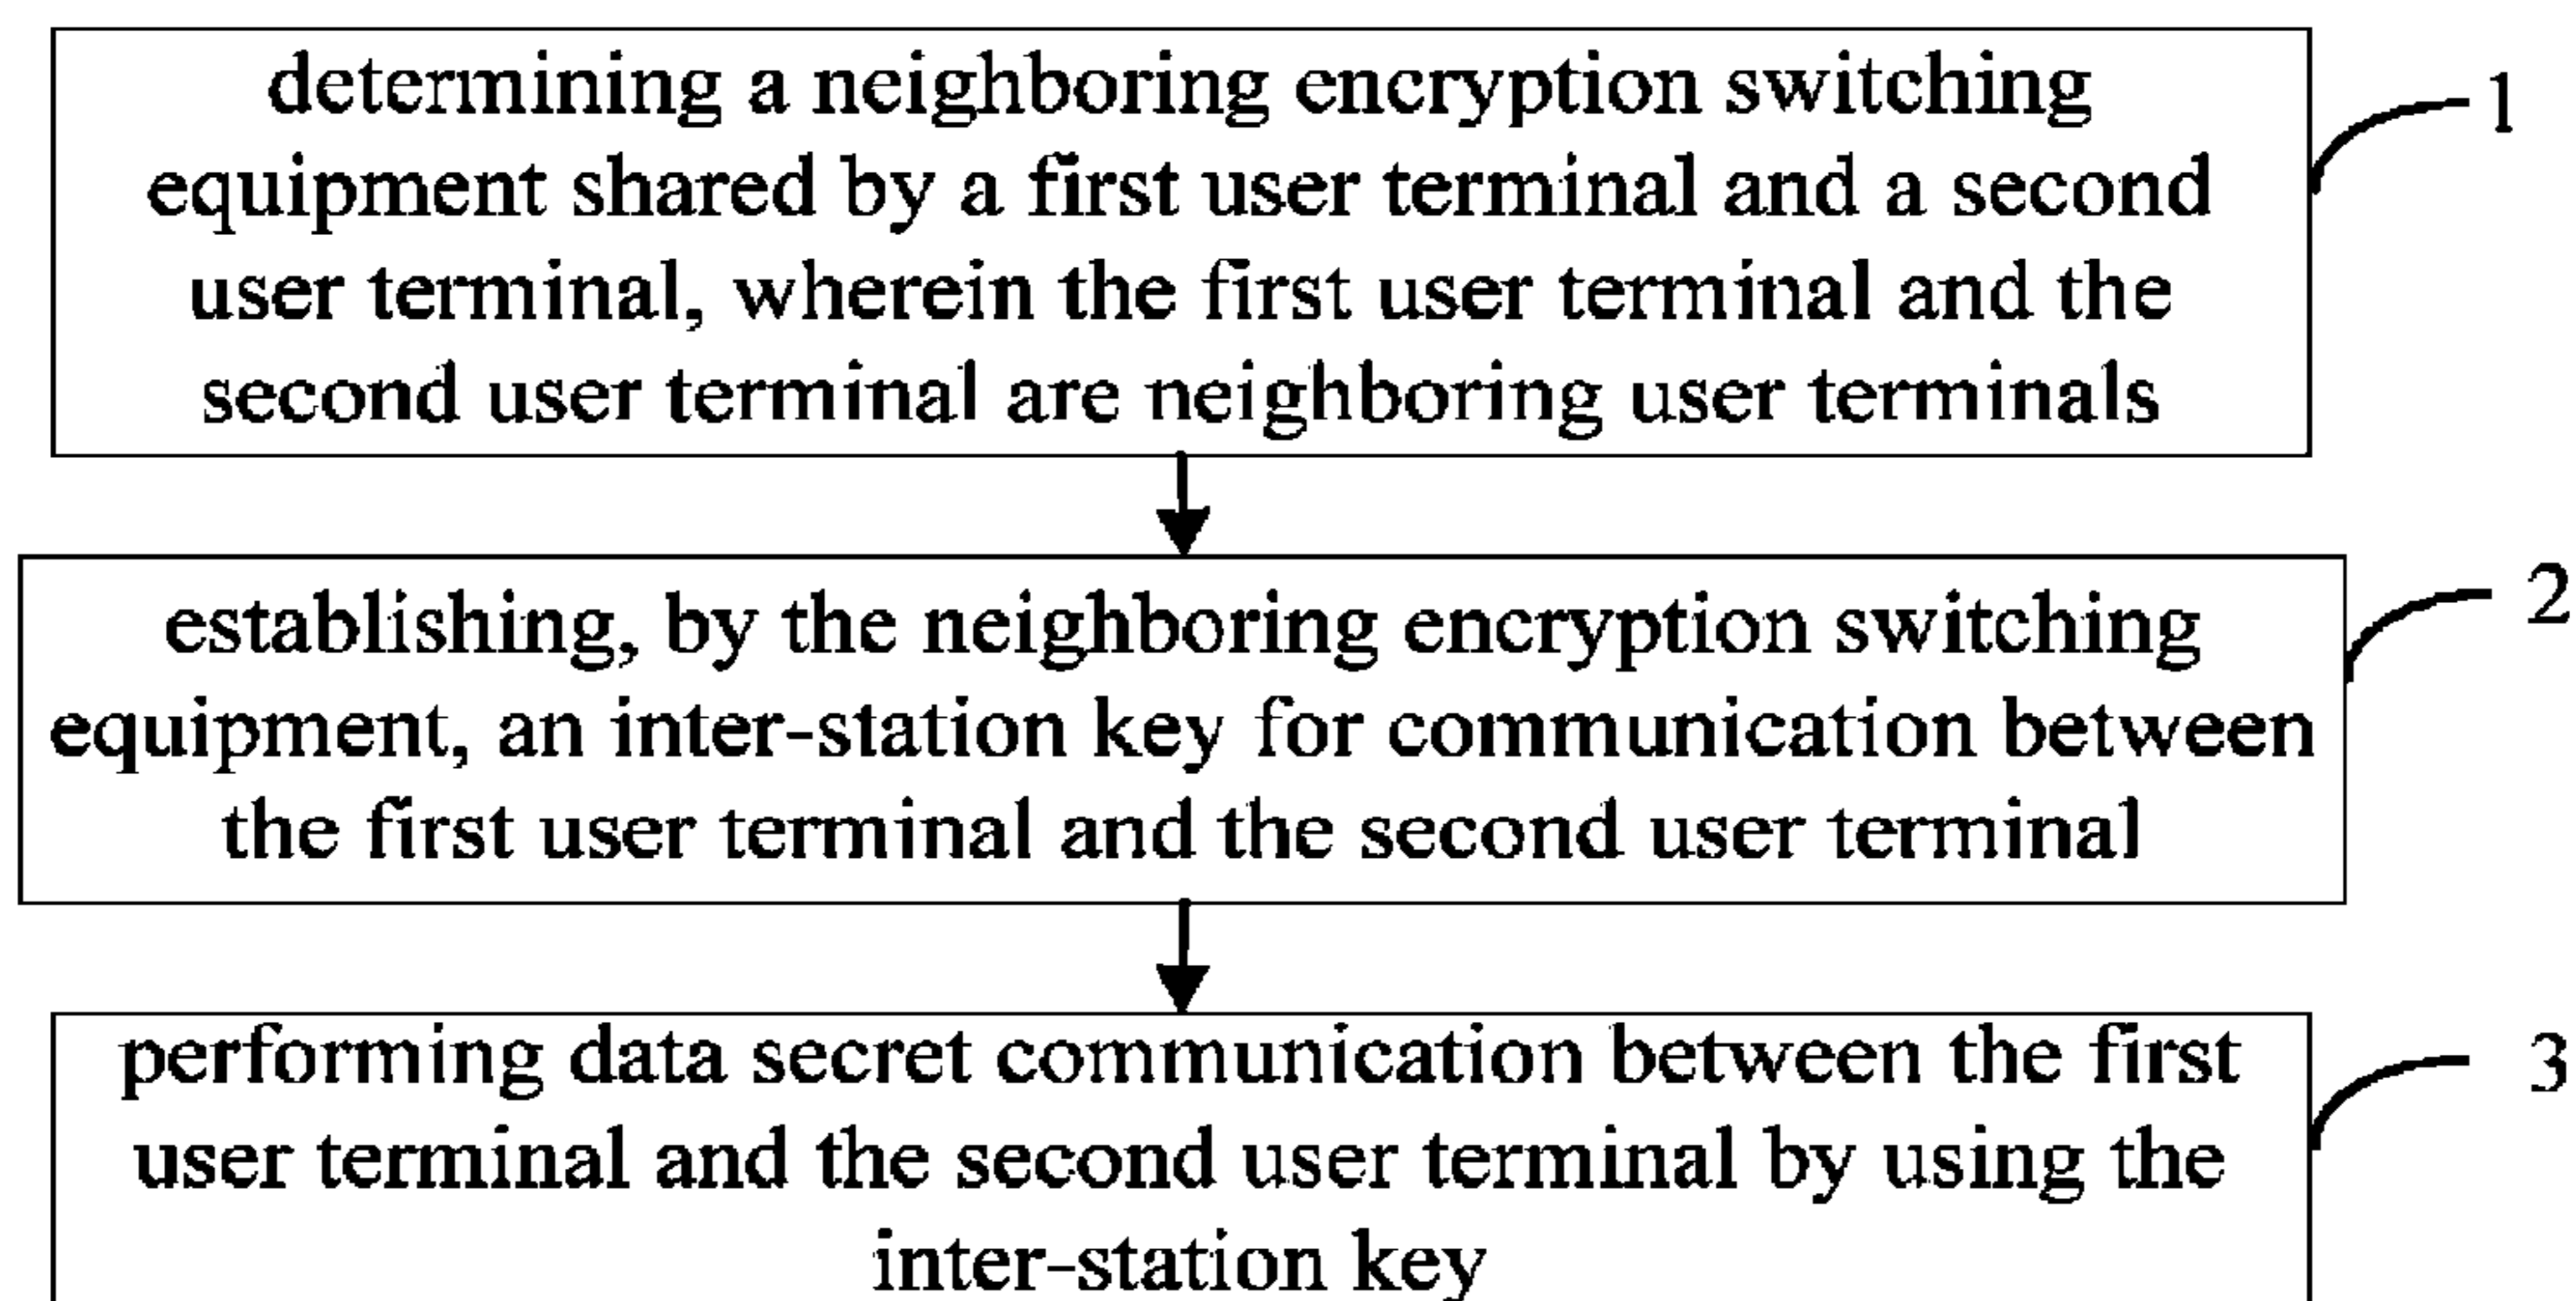 determining a neighboring encryption switching
equipment shared by a first user terminal and a second
user terminal, wherein the first user terminal and the
second user terminal are neighboring user terminals
1
establishing, by the neighboring encryption switching
equipment, an inter-station key for communication between
the first user terminal and the second user terminal
2
performing data secret communication between the first
user terminal and the second user terminal by using the
inter-station key
3